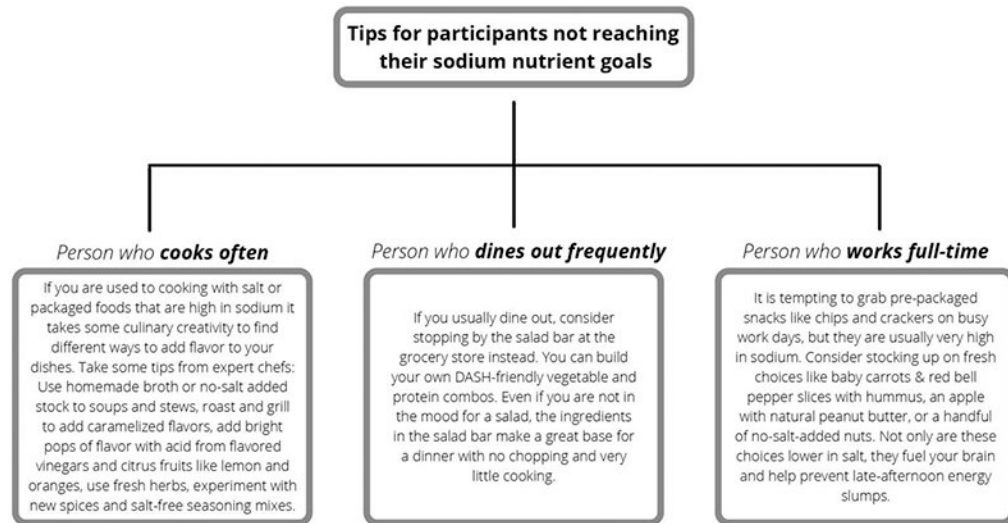 Tips for participants not reaching
their sodium nutrient goals
Person who cooks often
If you are used to cooking with salt or
packaged foods that are high in sodium it
takes some culinary creativity to find
different ways to add flavor to your
dishes. Take some tips from expert chefs:
Use homemade broth or no-salt added
stock to soups and stews, roast and grill
to add caramelized flavors, add bright
pops of flavor with acid from flavored
vinegars and citrus fruits like lemon and
oranges, use fresh herbs, experiment with
new spices and salt-free seasoning mixes.
Person who dines out frequently
If you usually dine out, consider
stopping by the salad bar at the
grocery store instead. You can build
your own DASH-friendly vegetable and
protein combos. Even if you are not in
the mood for a salad, the ingredients
in the salad bar make a great base for
a dinner with no chopping and very
little cooking.
Person who works full-time
It is tempting to grab pre-packaged
snacks like chips and crackers on busy
work days, but they are usually very high
in sodium. Consider stocking up on fresh
choices like baby carrots & red bell
pepper slices with hummus, an apple
with natural peanut butter, or a handful
of no-salt-added nuts. Not only are these
choices lower in salt, they fuel your brain
and help prevent late-afternoon energy
slumps.